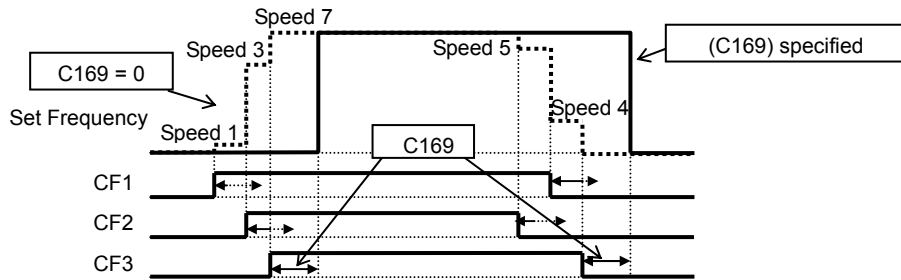 Speed 7
Speed 3
Speed 5
(C169) specified
C169 = 0
Speed 4
Set Frequency
Speed 1
C169
CF1
CF2
CF3